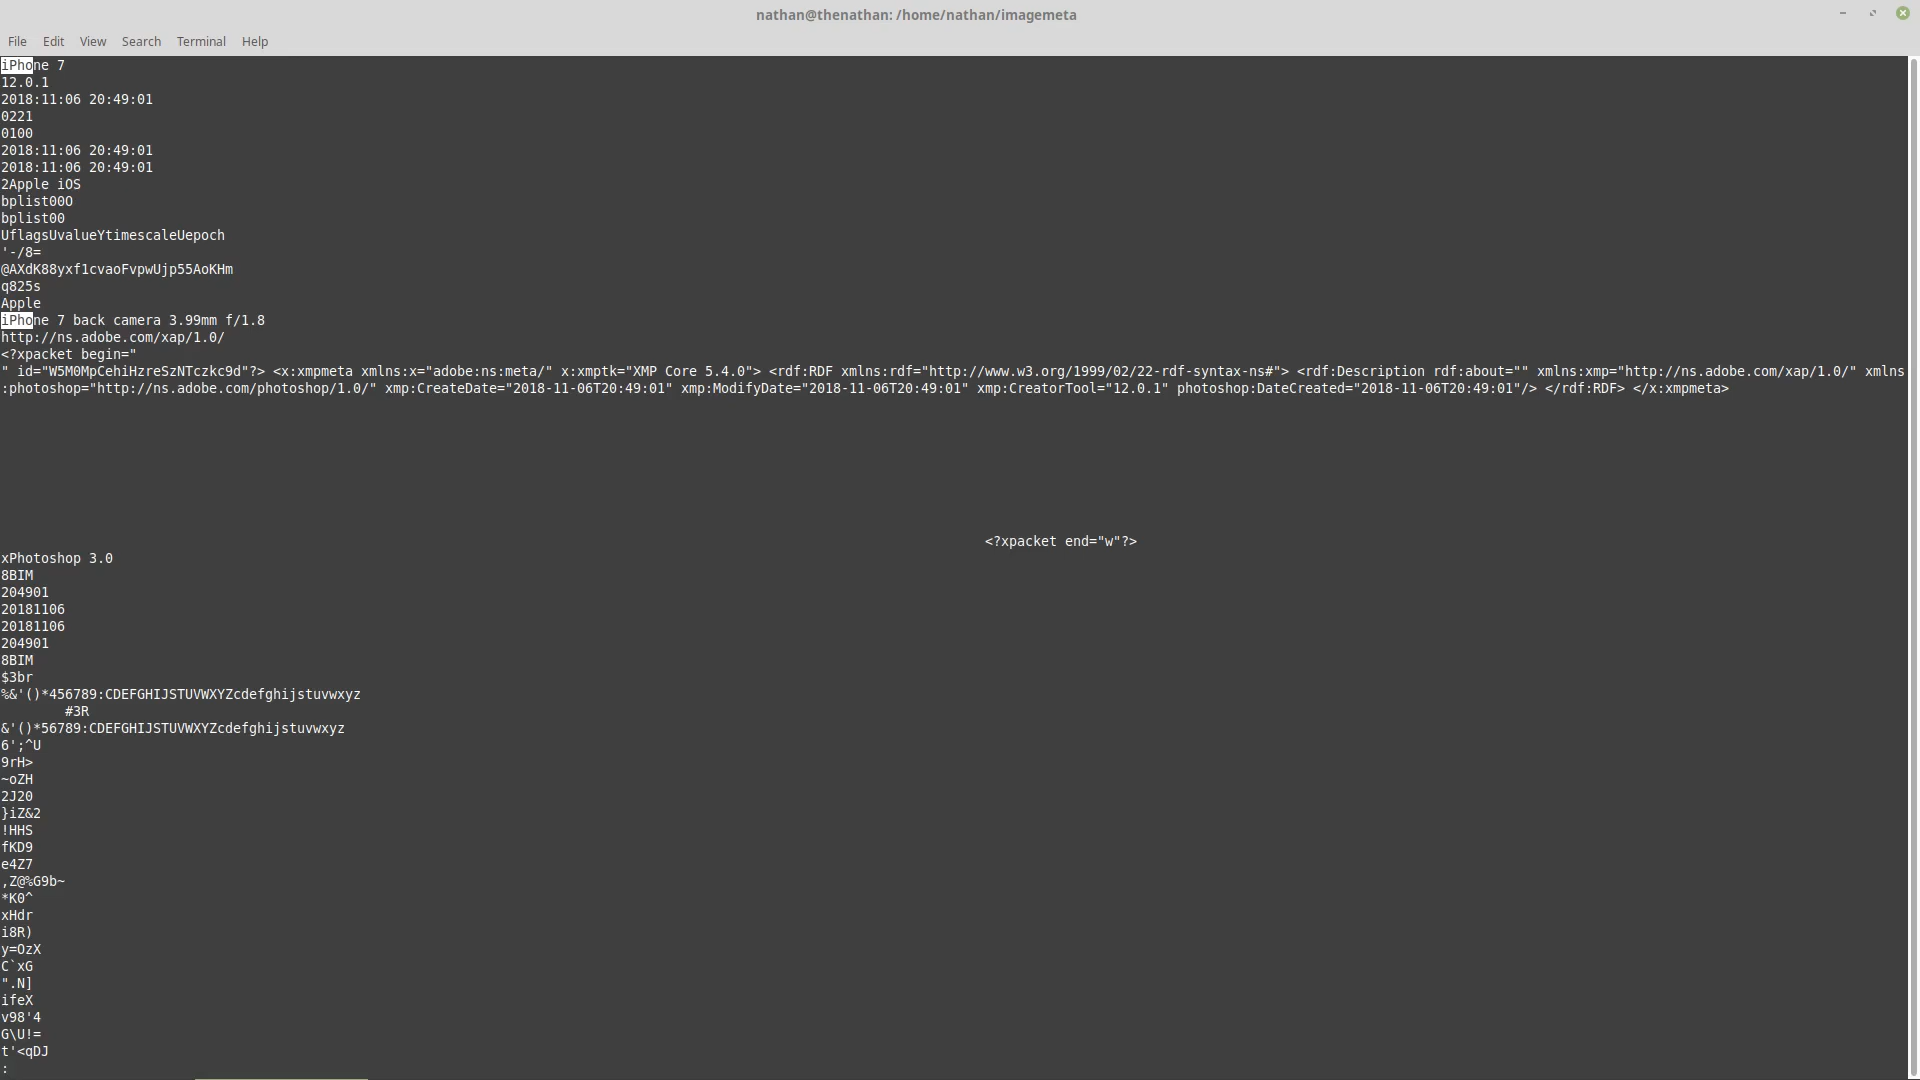 nathan@thenathan: /home/nathan/imagemeta
File Edit View Search Terminal Help
iPhone 7
12.0.1
2018:11:06 20:49:01
0221
0100
2018:11:06 20:49:01
2018:11:06 20:49:01
2Apple iOS
bplist00O
bplist00
UflagsUvalueYtimescaleUepoch
'-/8=
@AXdK88yxf1cvaoFvpwUjp55AoKHm
q825s
Apple
iPhone 7 back camera 3.99mm f/1.8
http://ns.adobe.com/xap/1.0/
<?xpacket begin="
" id="W5M0MpCehiHzreSzNTczkc9d"?> <x:xmpmeta xmlns:x="adobe:ns:meta/" x:xmptk="XMP Core 5.4.0"> <rdf:RDF xmlns:rdf="http://www.w3.org/1999/02/22-rdf-syntax-ns#"> <rdf:Description rdf:about="" xmlns:xmp="http://ns.adobe.com/xap/1.0/" xmlns
:photoshop="http://ns.adobe.com/photoshop/1.0/" xmp:CreateDate="2018-11-06T20:49:01" xmp:ModifyDate="2018-11-06T20:49:01" xmp:CreatorTool="12.0.1" photoshop:DateCreated="2018-11-06T20:49:01"/> </rdf:RDF> </x:xmpmeta>
<?xpacket end="w"?>
xPhotoshop 3.0
8BIM
204901
20181106
20181106
204901
8BIM
$3br
%&'()*456789:CDEFGHIJSTUVWXYZcdefghijstuvwxyz
#3R
&'()*56789:CDEFGHIJSTUVWXYZcdefghijstuvwxyz
6';^U
9rH>
~oZH
2J20
}iZ&2
!HHS
fKD9
e4Z7
,Z@%G9b~
*K0^
xHdr
i8R)
y=OzX
C`xG
".N]
ifeX
v98'4
G\U!=
t'<qDJ
: